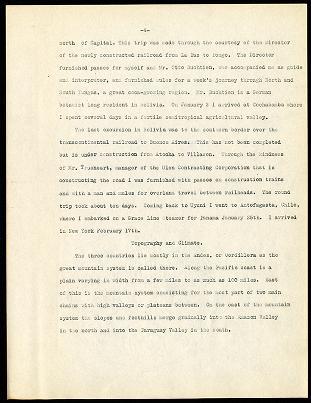 -4-
north of Capital. This trip was made through the courtesy of the Director
of the newly constructed railroad from La Paz to Yungo. The Director
furnished passes for myself and Mr. Otto Buchtien, who accompanied me as guide
and interpreter, and furnished mules for a week's journey through North and
South Yungas, a great coca-growing region. Mr. Buchtien is a German
botanist long resident in Bolivia. On January 3 I arrived at Cochabamba where
I spent several days in a fertile semitropical agricultural valley.
The last excursion in Bolivia was to the southern border over the
transcontinental railroad to Buenos Aires. This has not been completed
but is under construction from Atocha to Villazon. Through the kindness
of Mr. Trueheart, manager of the Ulen Contracting Corporation that is
constructing the road I was furnished with passes on construction trains
and with a man and mules for overland travel between railheads. The round
trip took about ten days. Coming back to Uyuni I went to Antofagasta, Chile,
where I embarked on a Grace Line steamer for Panama January 25th. I arrived
in New York February 17th.
Topography and Climate.
The three countries lie mostly in the Andes, or Cordillera as the
great mountain system is called there. Along the Pacific coast is a
plain varying in width from a few miles to as much as 100 miles. East
of this is the mountain system consisting for the most part of two main
chains with high valleys or plateaus between. On the east of the mountain
system the slopes and foothills merge gradually into the Amazon Valley
in the north and into the Paraguay Valley in the south.